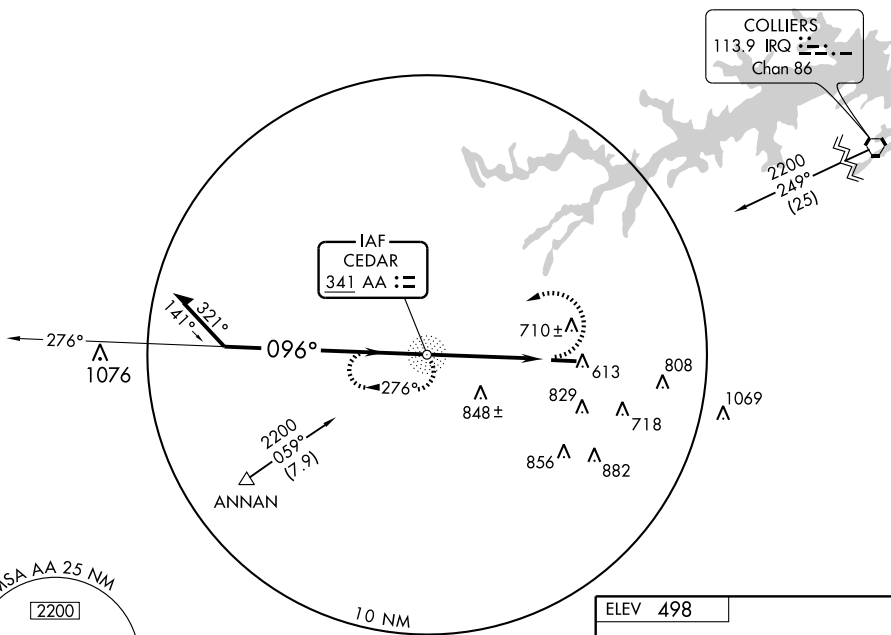 COLLIERS
113.9 IRQ
Chan 86
2200
249°
(25)
IAF
CEDAR
341 AA
321°
141°
276°
096°
276°
1076
710±
613
808
848±
829
718
1069
856
882
2200
059°
(7.9)
ANNAN
MSA AA 25 NM
2200
10 NM
ELEV 498